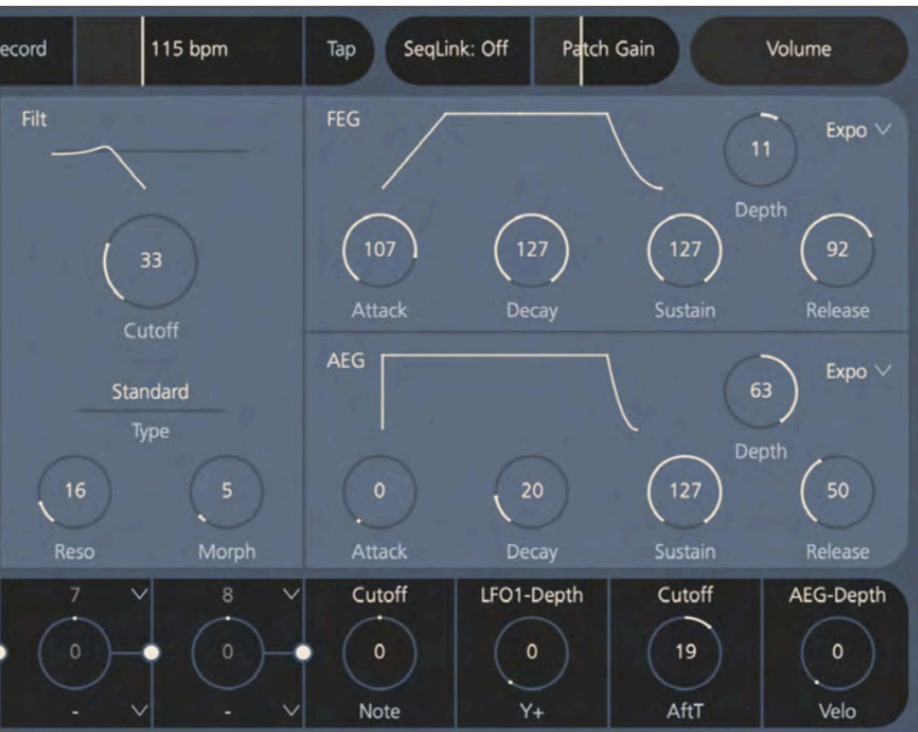 ecord 115 bpm Tap SeqLink: Off Patch Gain Volume
Filt
33
Cutoff
Standard
Type
16 5
Reso Morph
FEG
11 Expo
Depth
107 127 127 92
Attack Decay Sustain Release
AEG
63 Expo
Depth
0 20 127 50
Attack Decay Sustain Release
7 8 Cutoff LFO1-Depth Cutoff AEG-Depth
0 0 0 0 19 0
- - Note Y+ AftT Velo